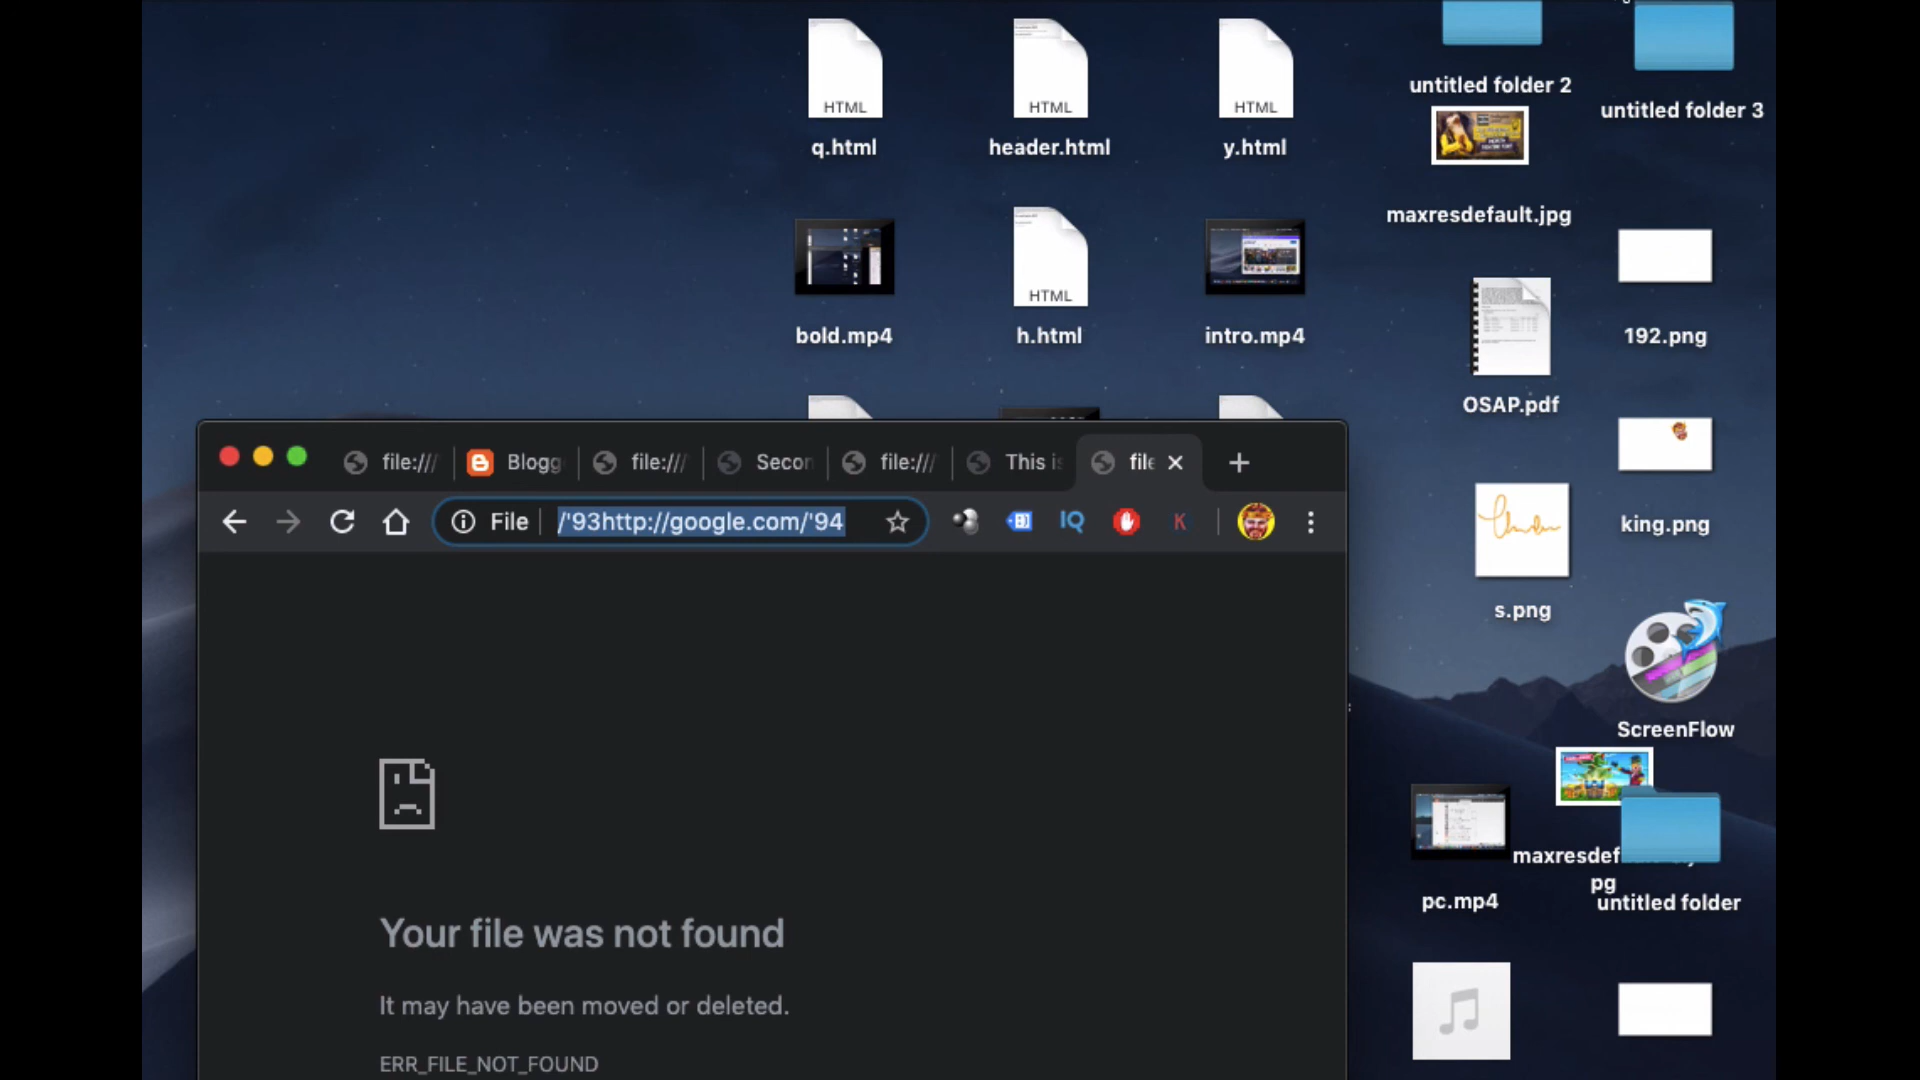 HTML
HTML
HTML
q.html
header.html
y.html
untitled folder 2
untitled folder 3
maxresdefault.jpg
bold.mp4
HTML
h.html
intro.mp4
192.png
OSAP.pdf
king.png
s.png
ScreenFlow
file:///
Blogg
file:///
Secon
file:///
This is
file
File
/'93http://google.com/'94
IQ
K
Your file was not found
It may have been moved or deleted.
ERR_FILE_NOT_FOUND
pc.mp4
maxresdef
pg
untitled folder